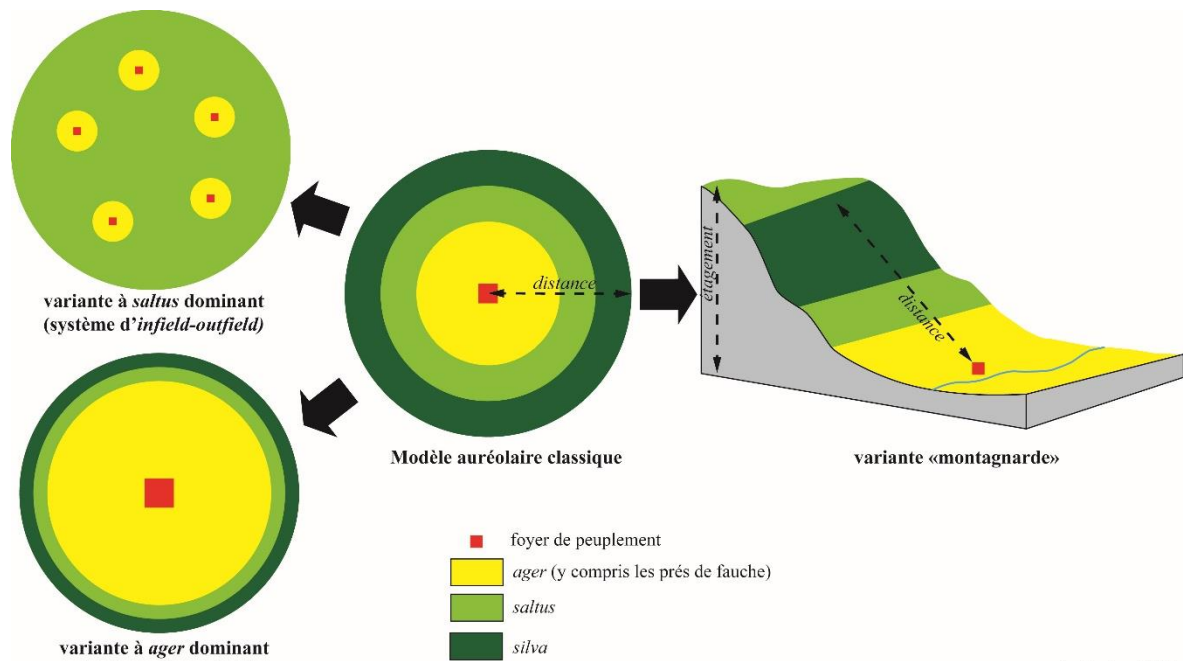 variante à saltus dominant
(système d'infield-outfield)
variante à ager dominant
distance
Modèle auréolaire classique
étagement
distance
variante «montagnarde»
foyer de peuplement
ager (y compris les prés de fauche)
saltus
silva